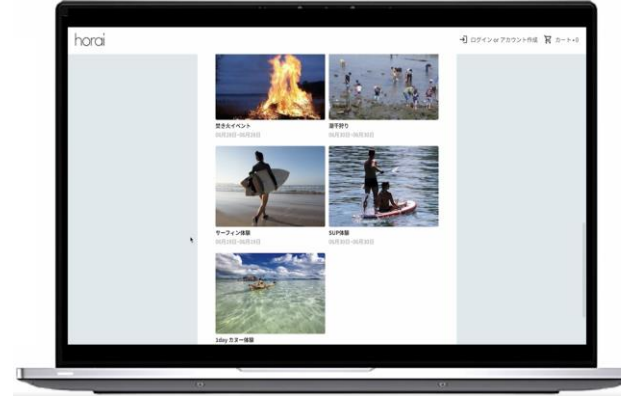 horai
ログイン or アカウント作成 カート•0
焚き火イベント
潮干狩り
サーフィン体験
SUP体験
1day カヌー体験